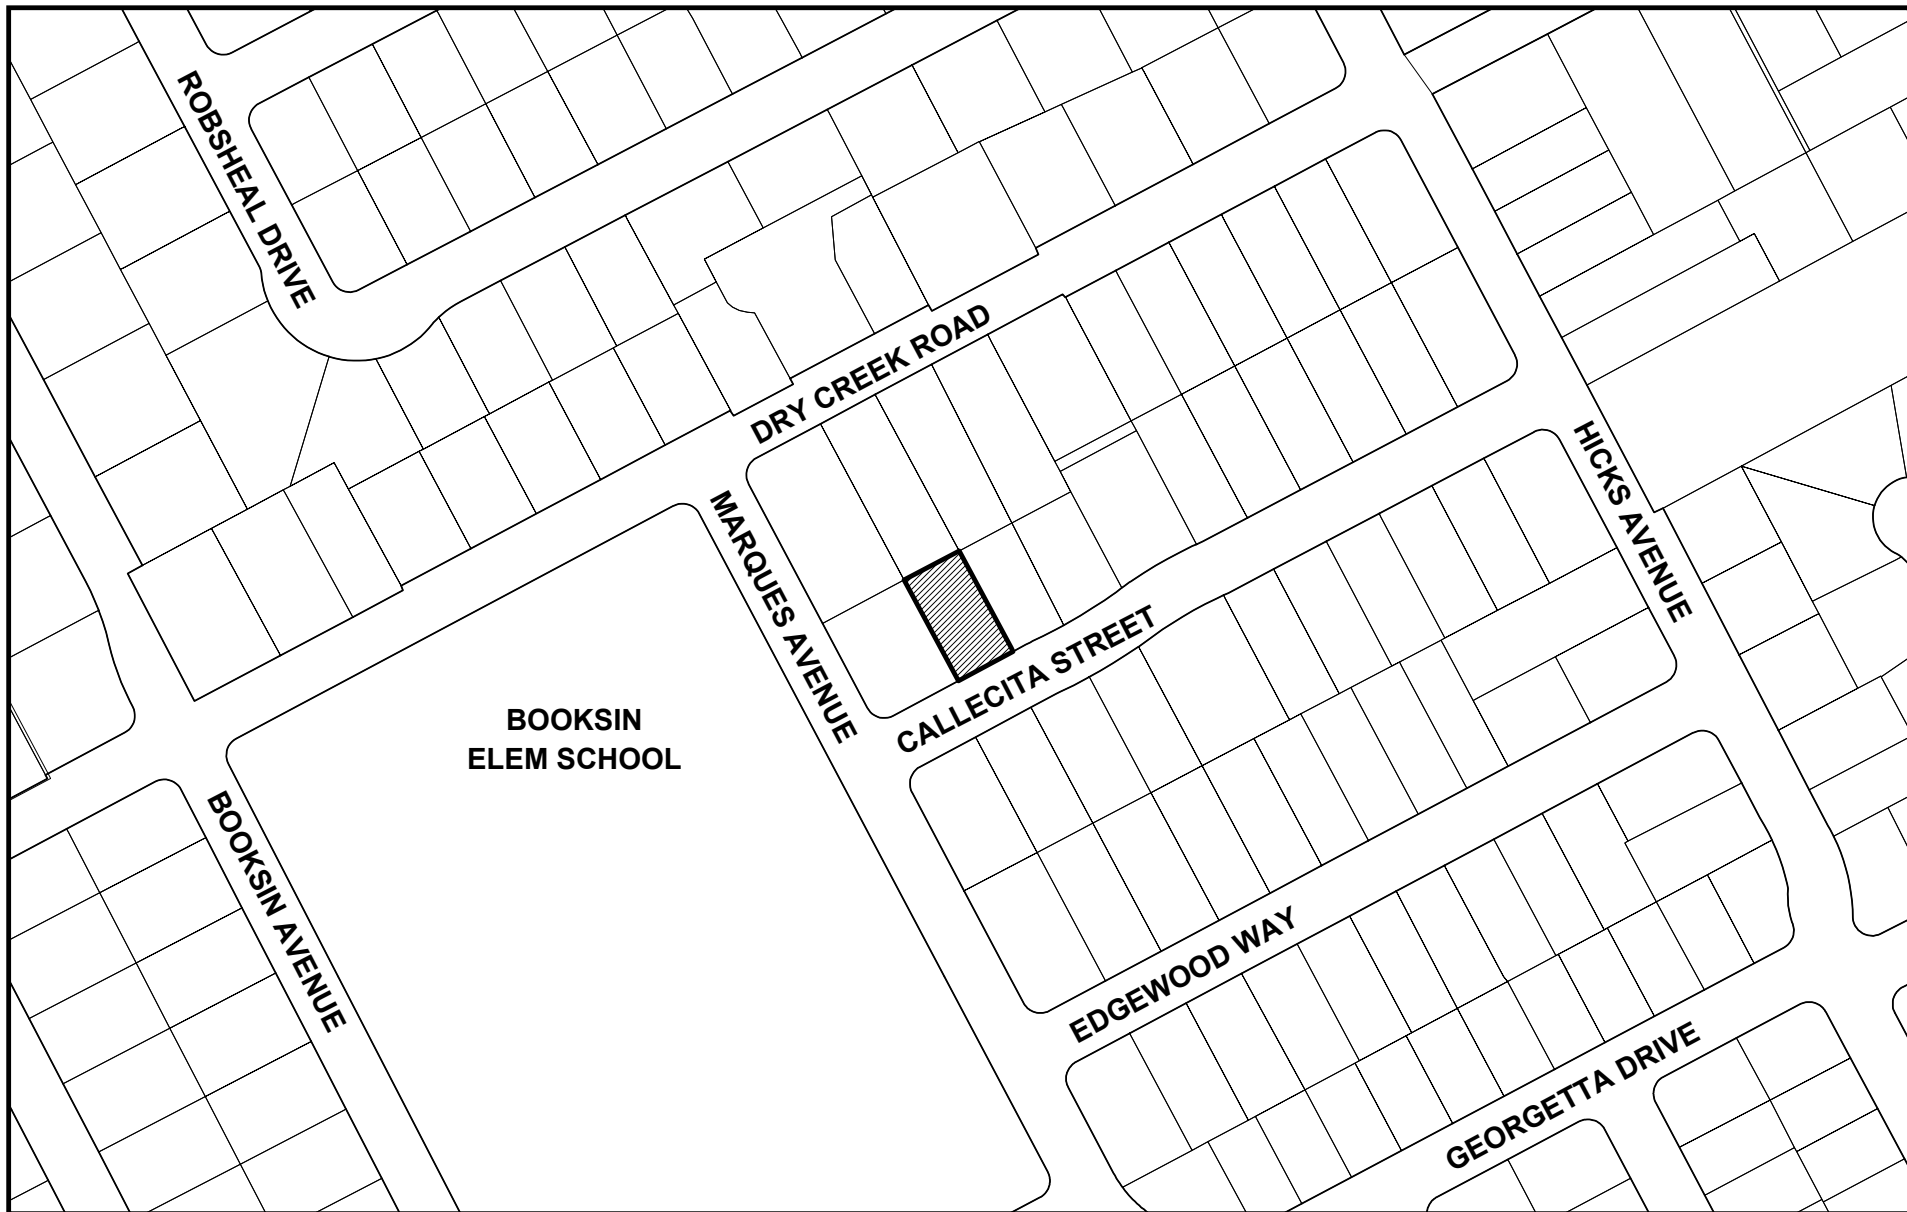 ROBSHEAL DRIVE
DRY CREEK ROAD
HICKS AVENUE
MARQUES AVENUE
CALLECITA STREET
BOOKSIN
ELEM SCHOOL
BOOKSIN AVENUE
EDGEWOOD WAY
GEORGETTA DRIVE